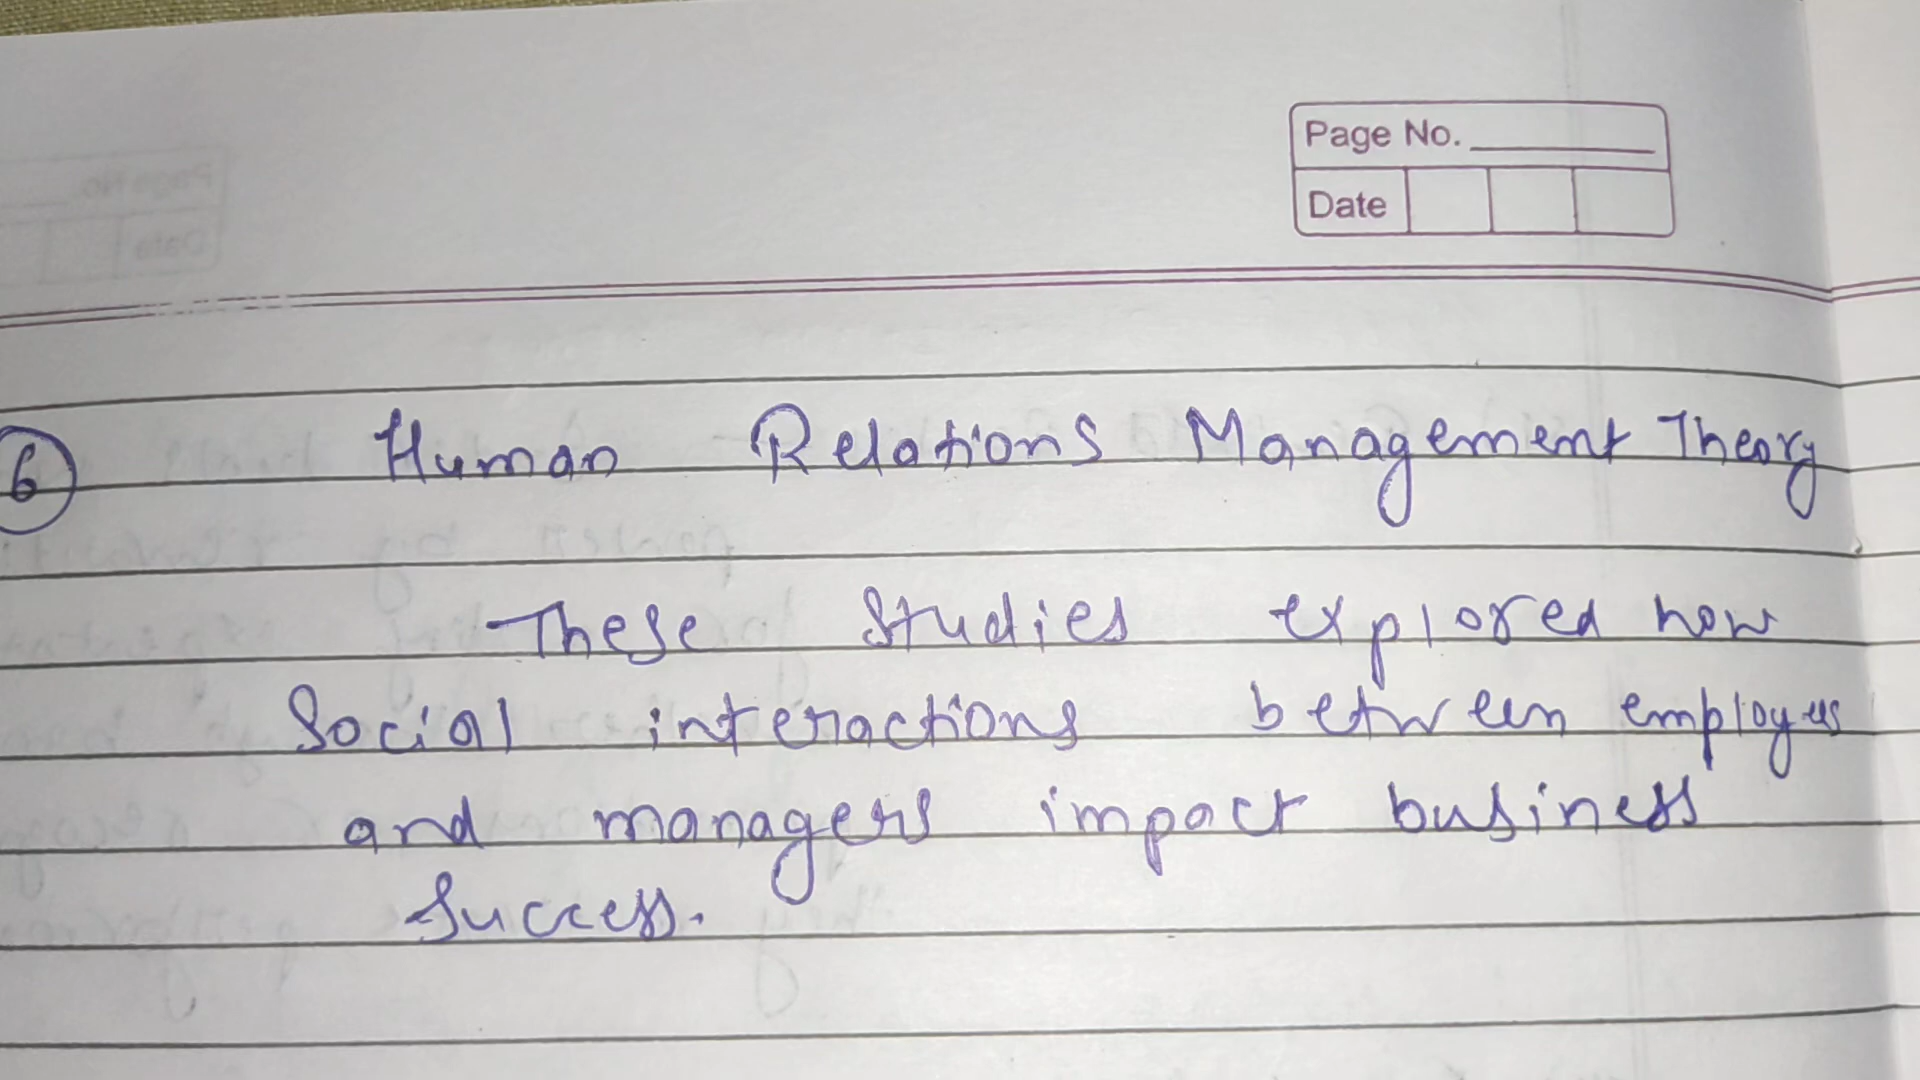 Page No.
Date
6 Human Relations Management Theory
These studies explored how
Social interactions between employees
and managers impact business
success.